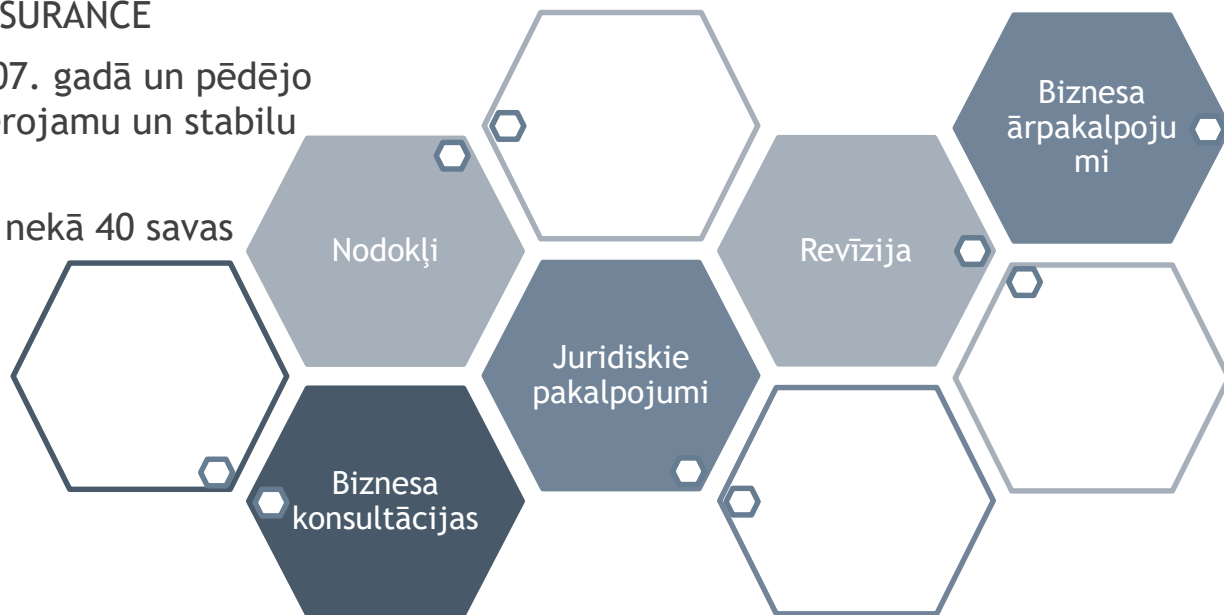 SURANCE
07. gadā un pēdējo
erojamu un stabilu
nekā 40 savas
Nodokļi
Biznesa
konsultācijas
Juridiskie
pakalpojumi
Revīzija
Biznesa
ārpakalpoju
mi